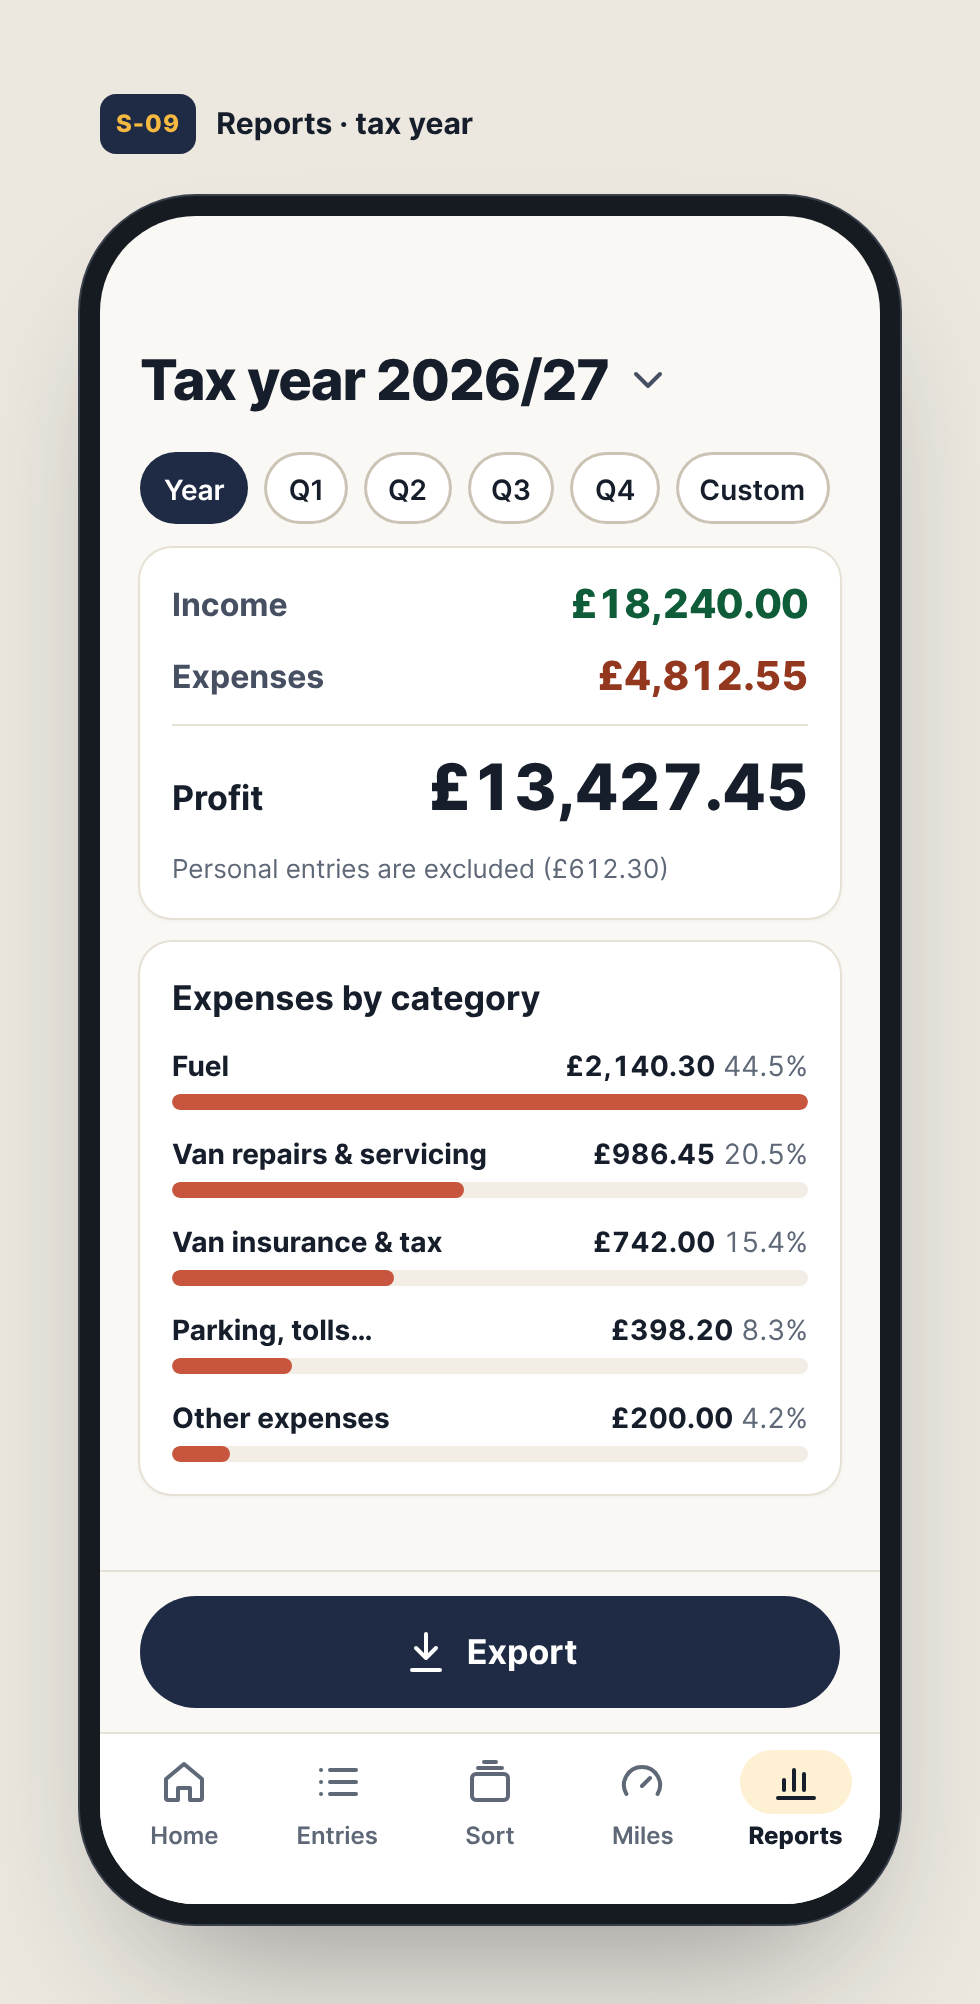 S-09 Reports · tax year
Tax year 2026/27
Year Q1 Q2 Q3 Q4 Custom
Income £18,240.00
Expenses £4,812.55
Profit £13,427.45
Personal entries are excluded (£612.30)
Expenses by category
Fuel £2,140.30 44.5%
Van repairs & servicing £986.45 20.5%
Van insurance & tax £742.00 15.4%
Parking, tolls... £398.20 8.3%
Other expenses £200.00 4.2%
Export
Home Entries Sort Miles Reports